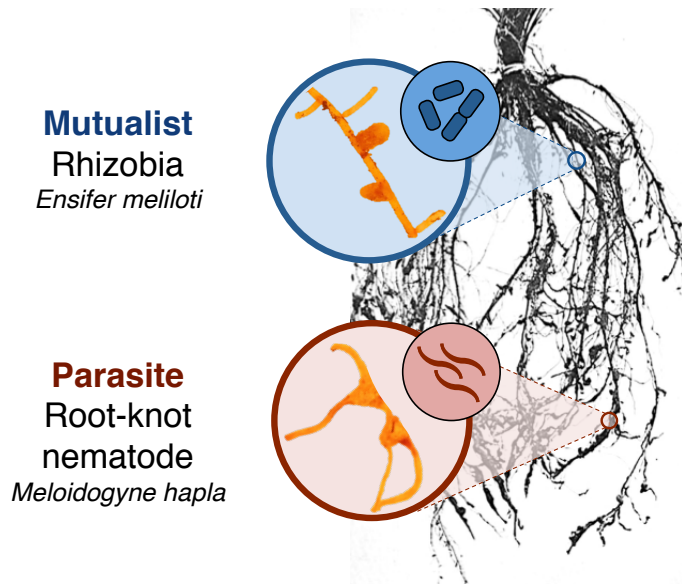 Mutualist
Rhizobia
Ensifer meliloti
Parasite
Root-knot
nematode
Meloidogyne hapla